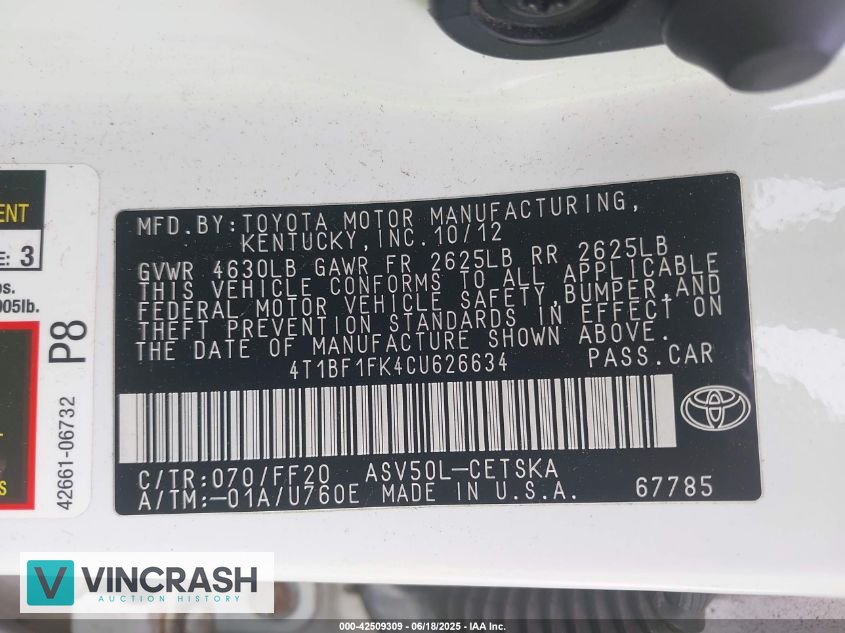 ENT
E: 3
os.
005lb.
P8
42661-06732
S
MFD.BY:TOYOTA MOTOR MANUFACTURING,
KENTUCKY,INC.10/12
GVWR 4630LB GAWR FR 2625LB RR 2625LB
THIS VEHICLE CONFORMS TO ALL APPLICABLE
FEDERAL MOTOR VEHICLE SAFETY,BUMPER,AND
THEFT PREVENTION STANDARDS IN EFFECT ON
THE DATE OF MANUFACTURE SHOWN ABOVE.
4T1BF1FK4CU626634 PASS.CAR
C/TR:070/FF20 ASV50L-CETSKA
A/TM:-01A/U760E MADE IN U.S.A. 67785
VINCRASH
AUCTION HISTORY
000-42509309 - 06/18/2025 - IAA Inc.